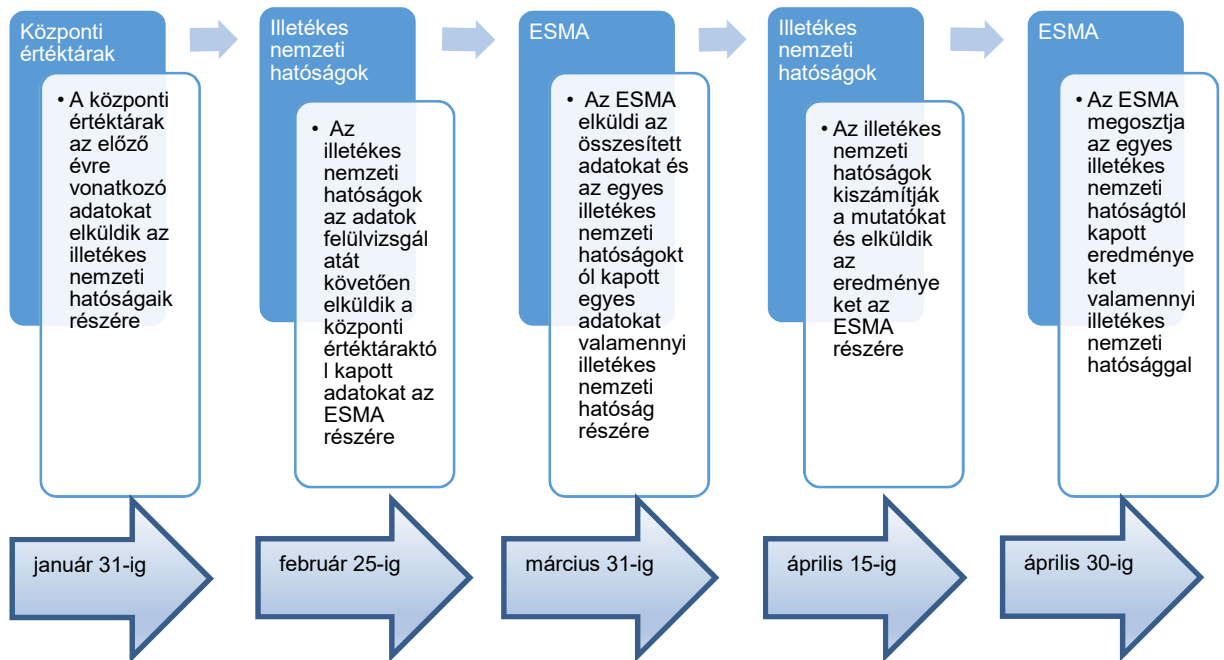 Központi
értéktárak
• A központi
értéktárak
az előző
évre
vonatkozó
adatokat
elküldik az
illetékes
nemzeti
hatóságaik
részére
január 31-ig
Illetékes
nemzeti
hatóságok
• Az
illetékes
nemzeti
hatóságok
az adatok
felülvizsgál
atát
követően
elküldik a
központi
értéktáraktó
l kapott
adatokat az
ESMA
részére
február 25-ig
ESMA
• Az ESMA
elküldi az
összesített
adatokat és
az egyes
illetékes
nemzeti
hatóságokt
ól kapott
egyes
adatokat
valamennyi
illetékes
nemzeti
hatóság
részére
március 31-ig
Illetékes
nemzeti
hatóságok
• Az illetékes
nemzeti
hatóságok
kiszámítják
a mutatókat
és elküldik
az
eredménye
ket az
ESMA
részére
április 15-ig
ESMA
• Az ESMA
megosztja
az egyes
illetékes
nemzeti
hatóságtól
kapott
eredménye
ket
valamennyi
illetékes
nemzeti
hatósággal
április 30-ig